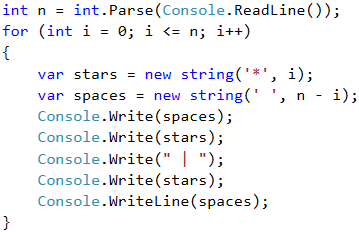 int n = int.Parse(Console.ReadLine());
for (int i = 0; i <= n; i++)
{
    var stars = new string('*', i);
    var spaces = new string(' ', n - i);
    Console.Write(spaces);
    Console.Write(stars);
    Console.Write(" | ");
    Console.Write(stars);
    Console.WriteLine(spaces);
}